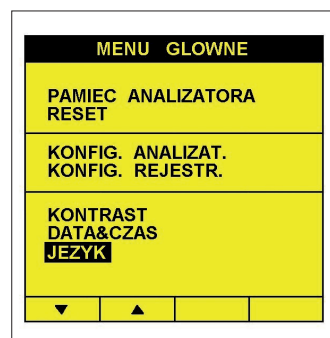 MENU GLOWNE
PAMIEC ANALIZATORA
RESET
KONFIG. ANALIZAT.
KONFIG. REJESTR.
KONTRAST
DATA&CZAS
JEZYK